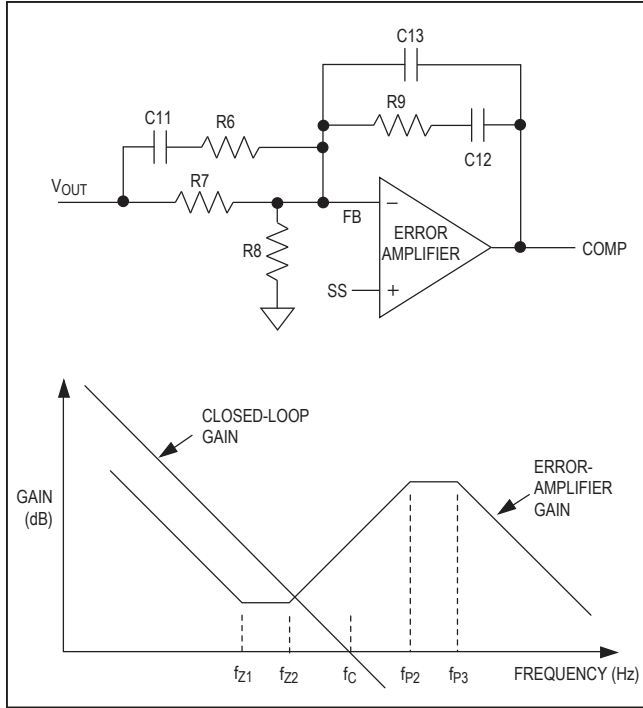 C13
C11
R6
R9
C12
VOUT
R7
R8
FB
−
ERROR
AMPLIFIER
COMP
SS
+
CLOSED-LOOP
GAIN
GAIN
(dB)
ERROR-
AMPLIFIER
GAIN
fZ1 fZ2 fC fP2 fP3 FREQUENCY (Hz)